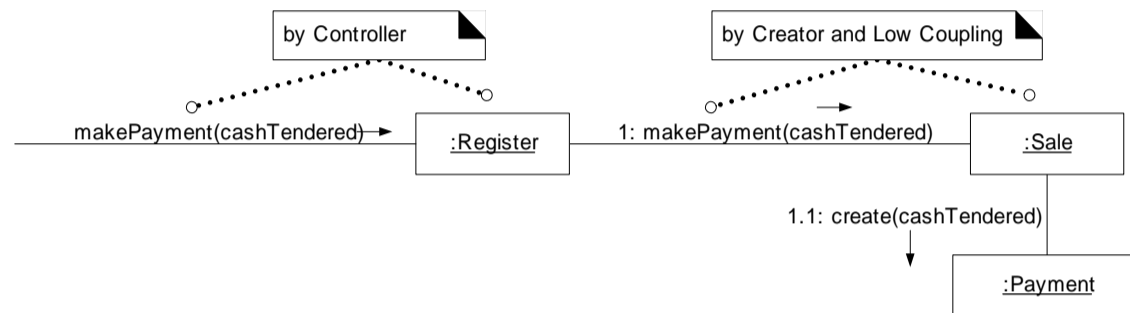 by Controller
by Creator and Low Coupling
makePayment(cashTendered)
:Register
1: makePayment(cashTendered)
:Sale
1.1: create(cashTendered)
:Payment